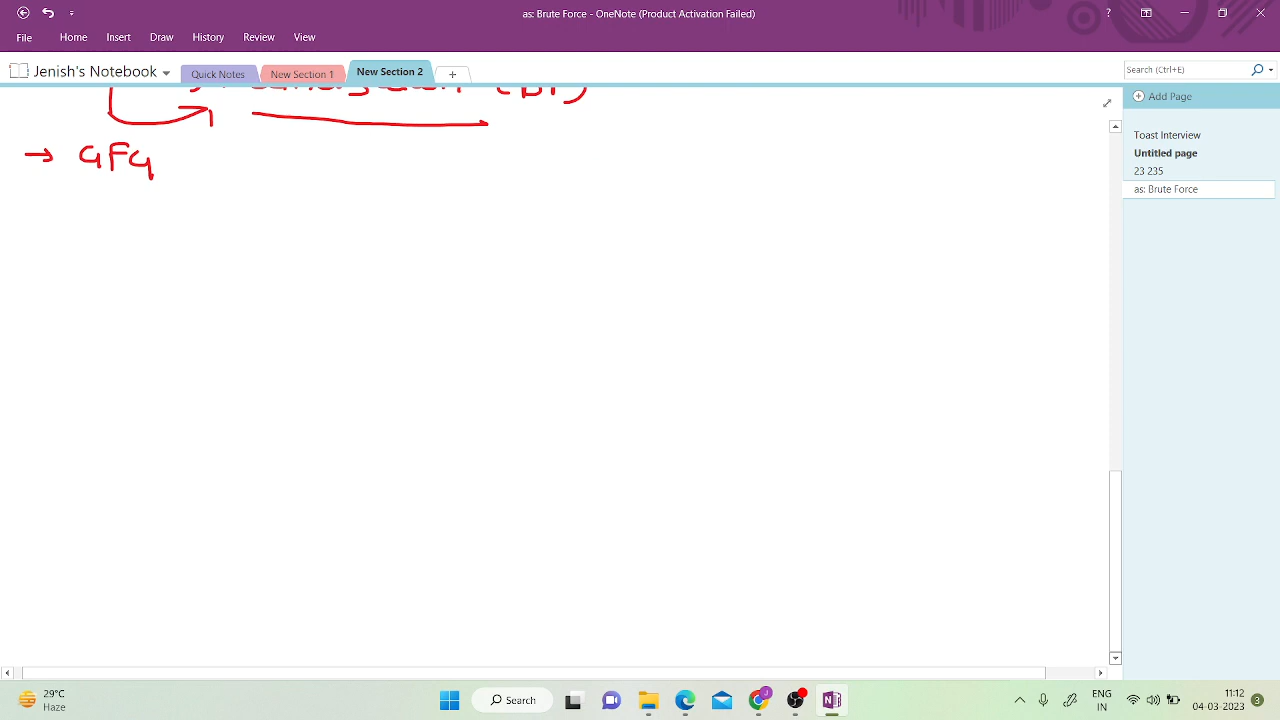 as: Brute Force - OneNote (Product Activation Failed)
?
File Home Insert Draw History Review View
Jenish's Notebook Quick Notes New Section 1 New Section 2 +
Search (Ctrl+E)
Add Page
Toast Interview
Untitled page
23 235
as: Brute Force
→ GFG
29°C
Haze
Search
ENG
IN
11:12
04-03-2023
3